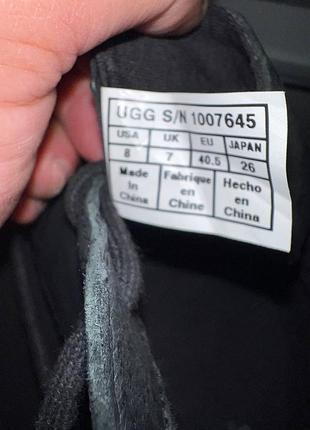 UGG S/N 1007645
USA UK EU JAPAN
8 7 40.5 26
Made Fabrique Hecho
in en en
China Chine China